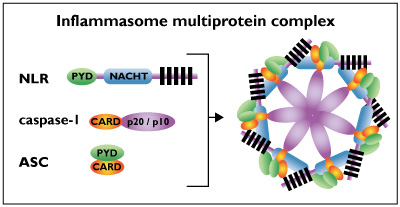 Inflammasome multiprotein complex
NLR PYD NACHT
caspase-1 CARD p20 / p10
ASC PYD
CARD